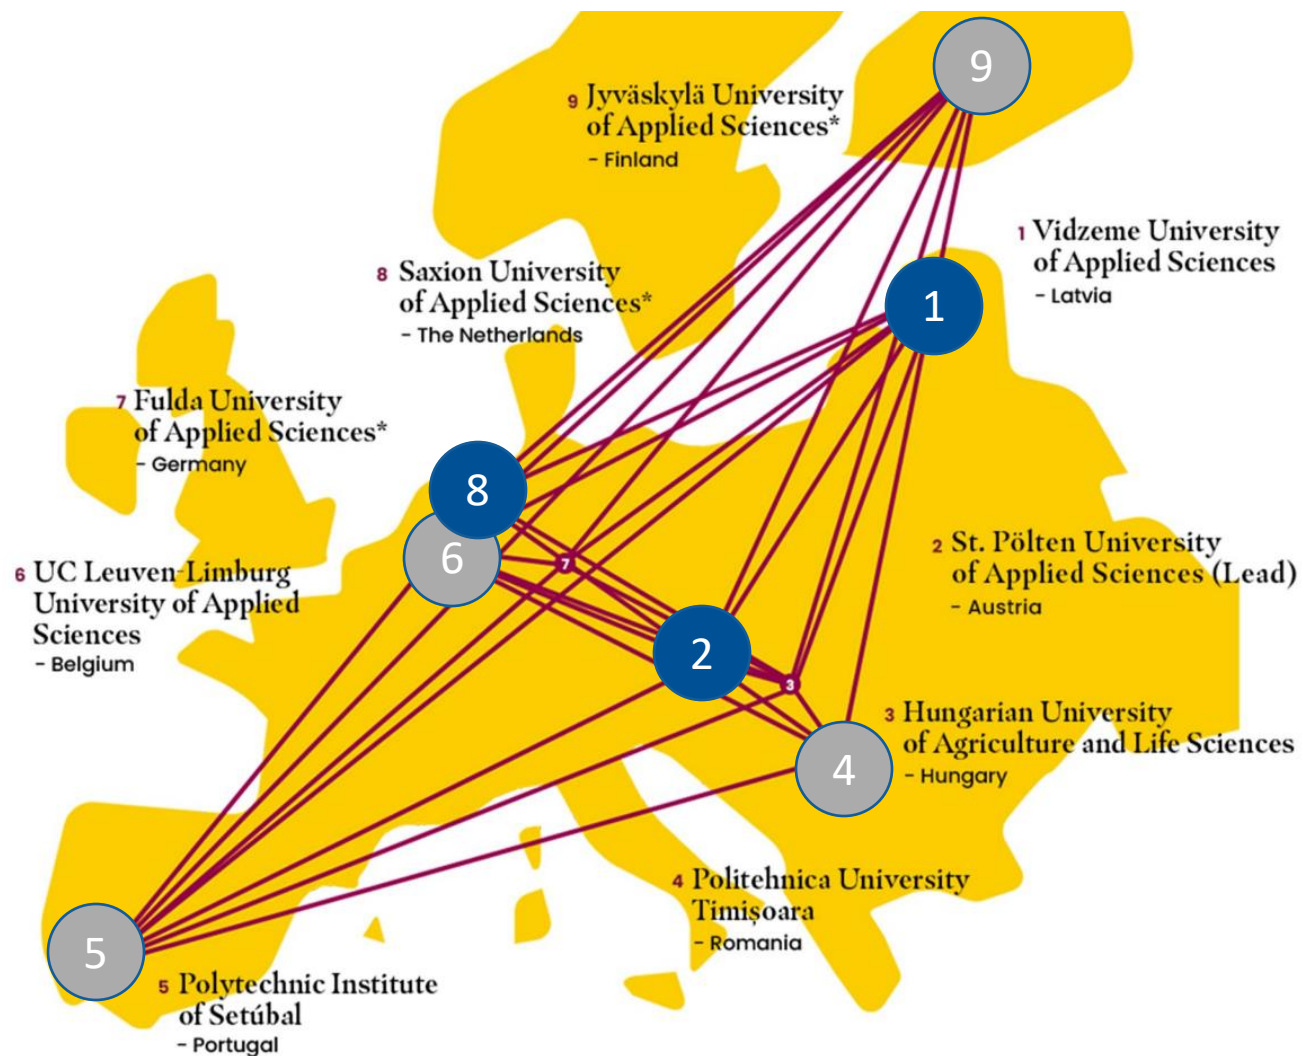 9
9 Jyväskylä University
of Applied Sciences*
- Finland
1 Vidzeme University
of Applied Sciences
- Latvia
8 Saxion University
of Applied Sciences*
- The Netherlands
1
7 Fulda University
of Applied Sciences*
- Germany
8
6
7
2 St. Pölten University
of Applied Sciences (Lead)
- Austria
6 UC Leuven-Limburg
University of Applied
Sciences
- Belgium
2
3
3 Hungarian University
of Agriculture and Life Sciences
- Hungary
4
4 Politehnica University
Timișoara
- Romania
5
5 Polytechnic Institute
of Setúbal
- Portugal